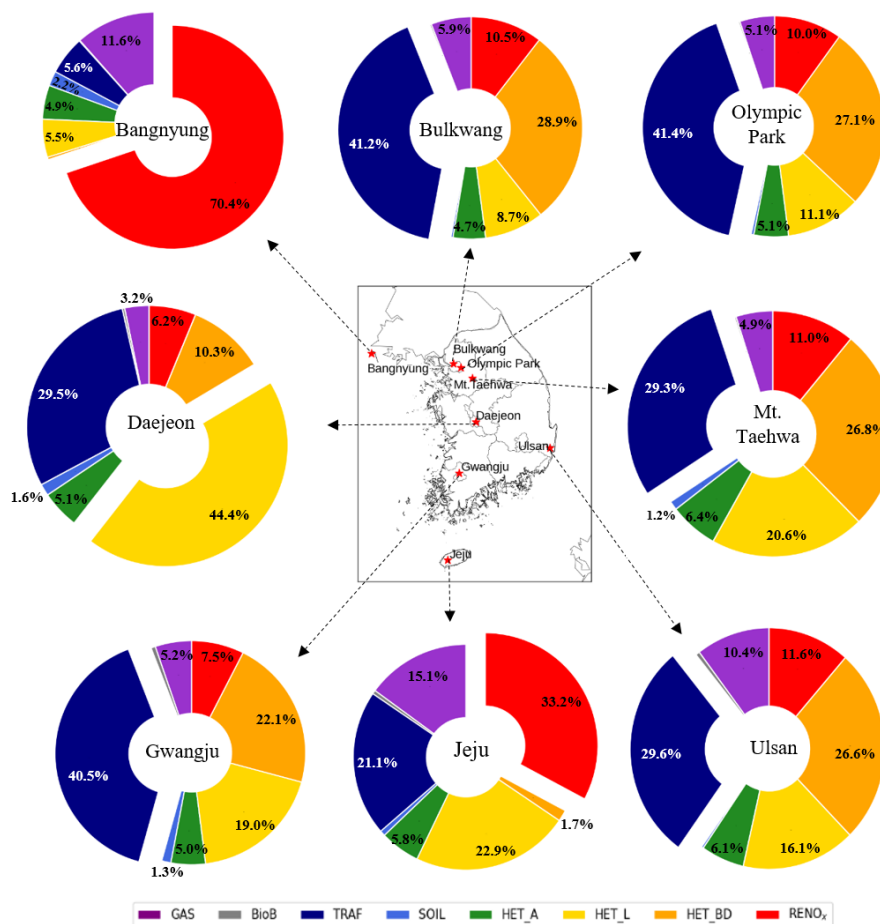 11.6%
5.6%
2.2%
4.9%
5.5%
Bangnyung
70.4%
5.9%
10.5%
28.9%
41.2%
Bulkwang
8.7%
4.7%
5.1%
10.0%
27.1%
41.4%
Olympic
Park
11.1%
5.1%
3.2%
6.2%
10.3%
29.5%
Daejeon
1.6%
5.1%
44.4%
Bulkwang
Olympic Park
Bangnyung
Mt.Taehwa
Daejeon
Ulsan
Gwangju
Jeju
4.9%
11.0%
29.3%
Mt.
Taehwa
26.8%
1.2%
6.4%
20.6%
5.2%
7.5%
22.1%
40.5%
Gwangju
19.0%
5.0%
1.3%
15.1%
33.2%
21.1%
Jeju
1.7%
5.8%
22.9%
10.4%
11.6%
29.6%
Ulsan
26.6%
6.1%
16.1%
GAS BioB TRAF SOIL HET_A HET_L HET_BD RENOₓ